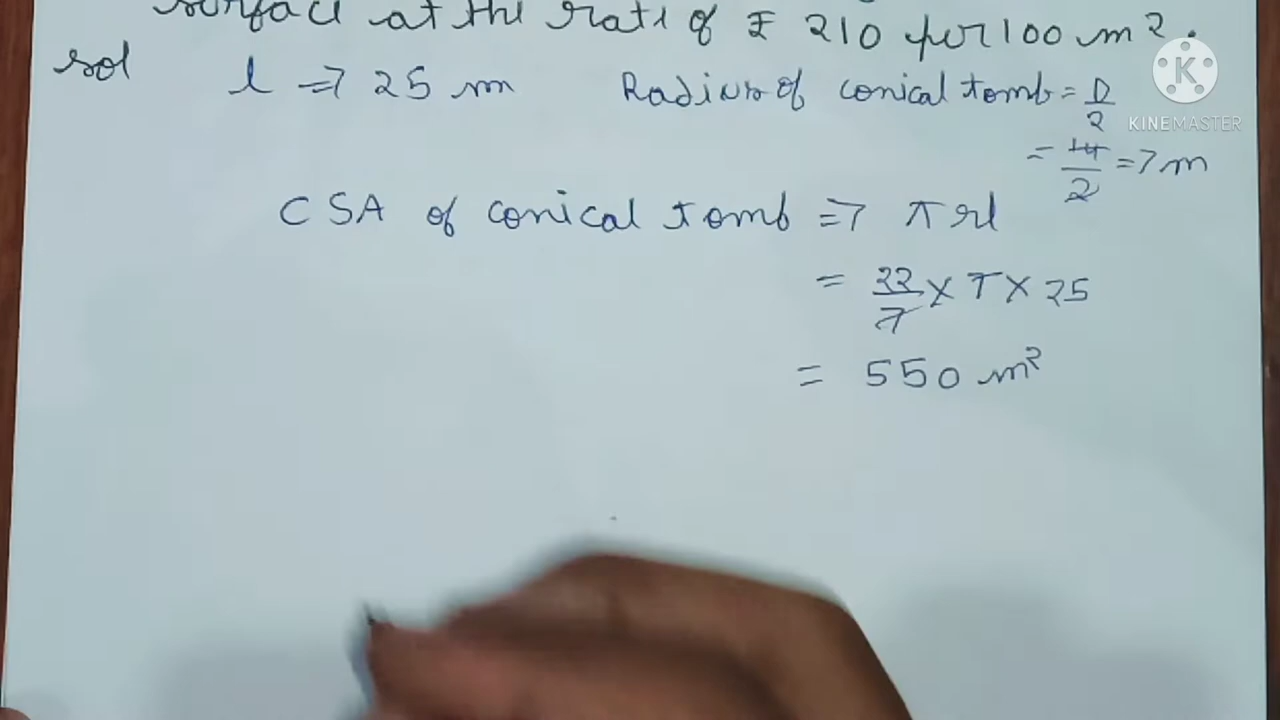 surface at the rate of ₹ 210 per 100 m².
sol l => 25 m Radius of conical tomb = D/2
= 14/2 = 7 m
KINEMASTER
CSA of conical tomb => πrl
= 22/7 × 7 × 25
= 550 m²